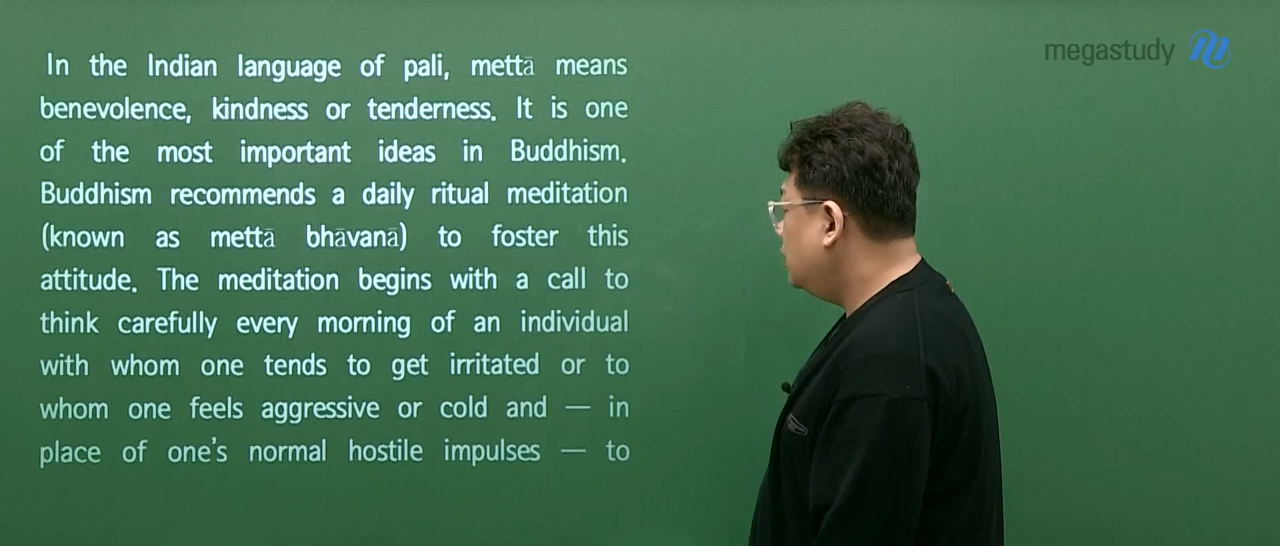 megastudy
In the Indian language of pali, mettā means
benevolence, kindness or tenderness. It is one
of the most important ideas in Buddhism.
Buddhism recommends a daily ritual meditation
(known as mettā bhāvanā) to foster this
attitude. The meditation begins with a call to
think carefully every morning of an individual
with whom one tends to get irritated or to
whom one feels aggressive or cold and — in
place of one's normal hostile impulses — to